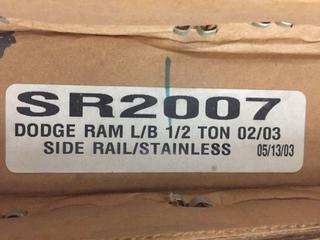 SR2007
DODGE RAM L/B 1/2 TON 02/03
SIDE RAIL/STAINLESS 05/13/03